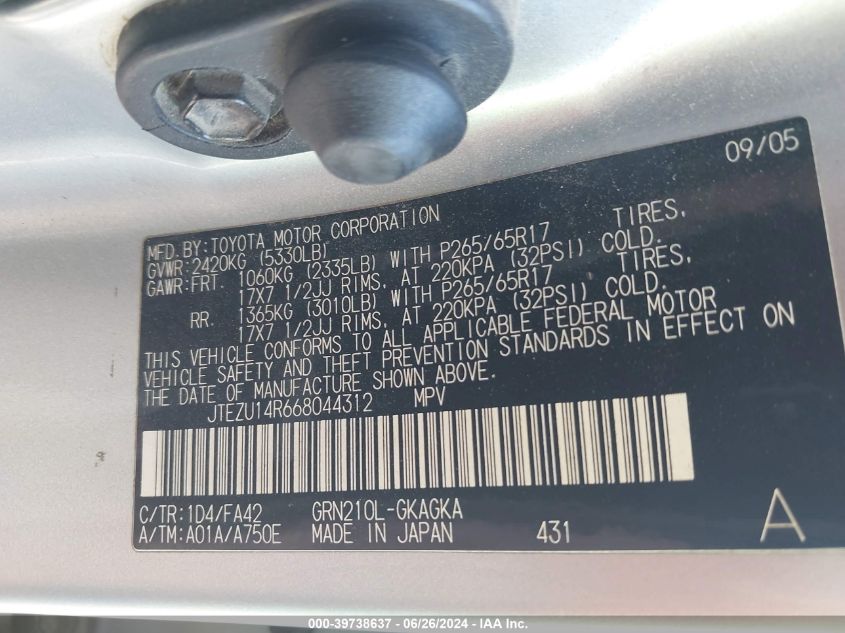 09/05
MFD.BY:TOYOTA MOTOR CORPORATION
GVWR:2420KG (5330LB)
GAWR:FRT. 1060KG (2335LB) WITH P265/65R17 TIRES,
17X7 1/2JJ RIMS, AT 220KPA (32PSI) COLD.
RR. 1365KG (3010LB) WITH P265/65R17 TIRES,
17X7 1/2JJ RIMS, AT 220KPA (32PSI) COLD.
THIS VEHICLE CONFORMS TO ALL APPLICABLE FEDERAL MOTOR
VEHICLE SAFETY AND THEFT PREVENTION STANDARDS IN EFFECT ON
THE DATE OF MANUFACTURE SHOWN ABOVE.
JTEZU14R668044312 MPV
C/TR:1D4/FA42 GRN210L-GKAGKA
A/TM:A01A/A750E MADE IN JAPAN 431 A
000-39738637 - 06/26/2024 - IAA Inc.